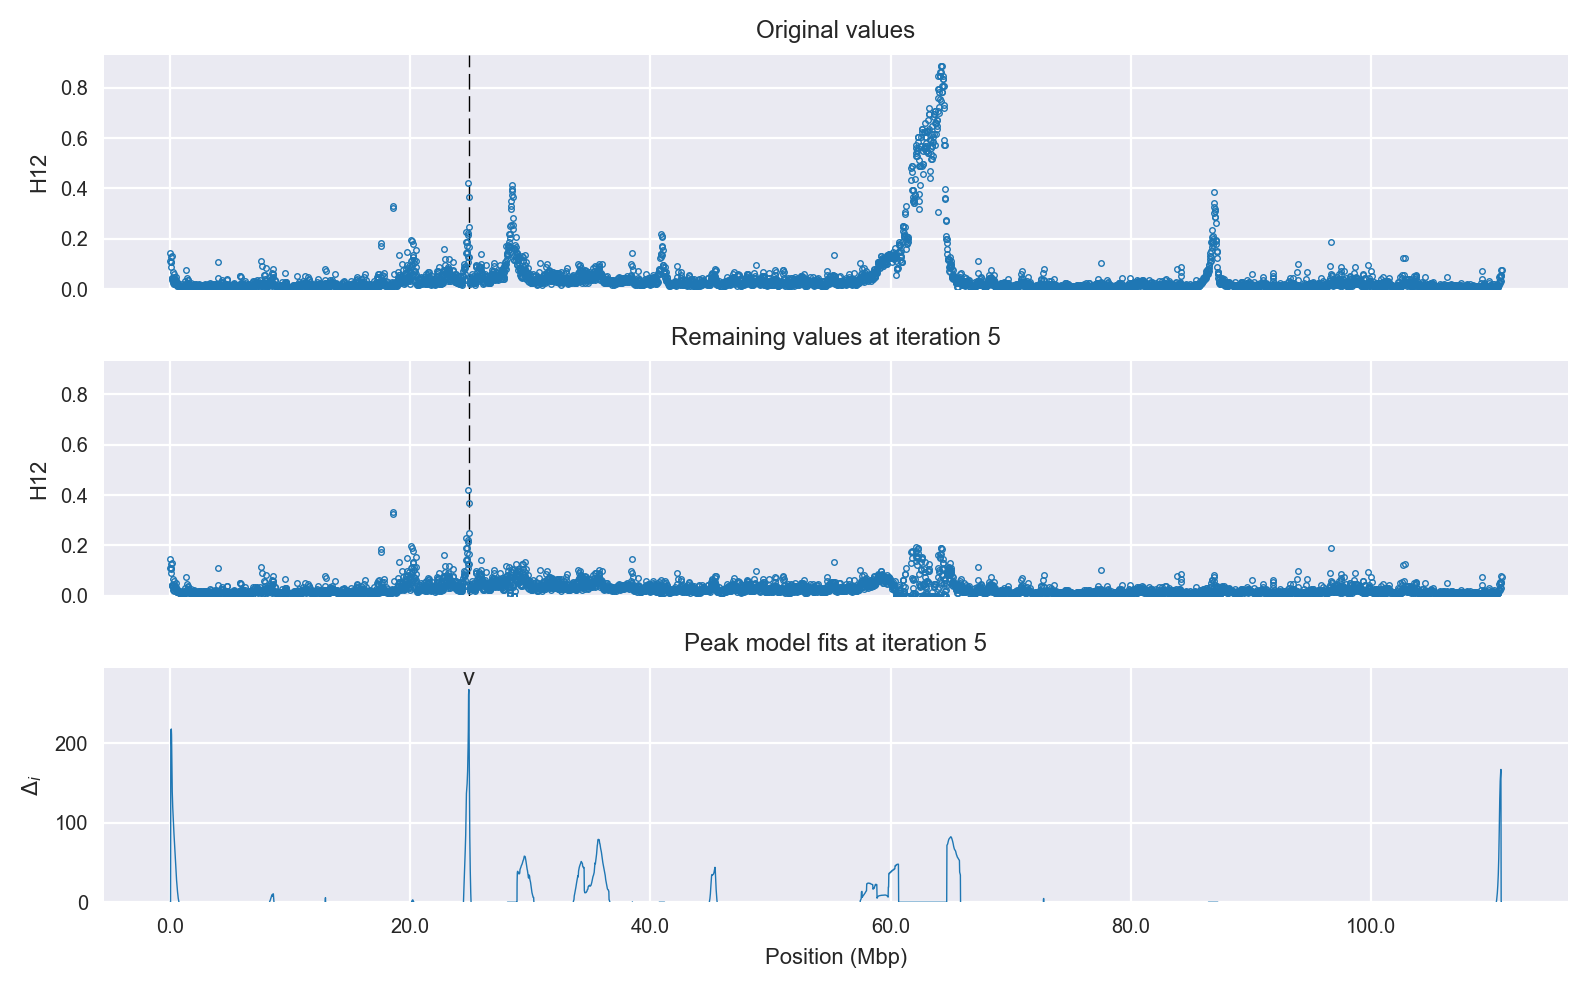 Original values
0.8
0.6
0.4
0.2
0.0
H12
Remaining values at iteration 5
0.8
0.6
0.4
0.2
0.0
H12
Peak model fits at iteration 5
v
200
100
0
Δi
0.0 20.0 40.0 60.0 80.0 100.0
Position (Mbp)